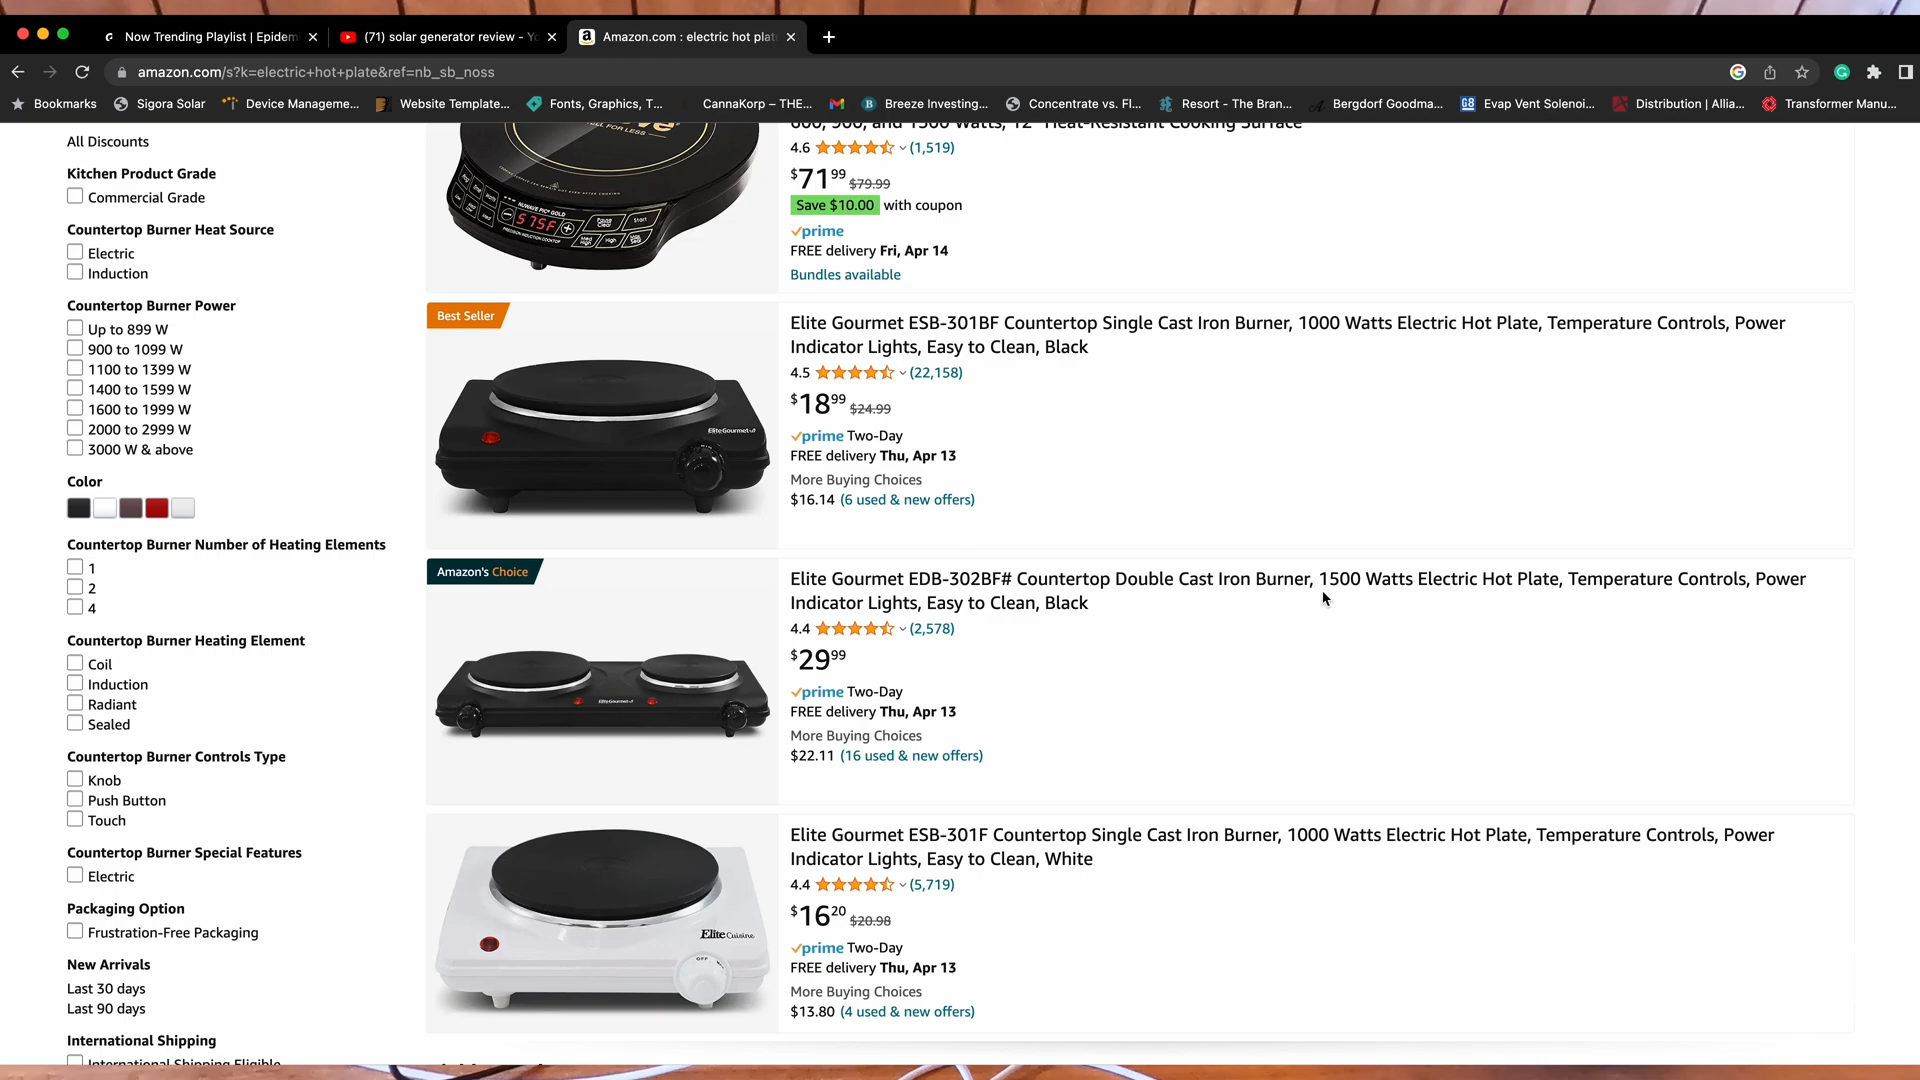 Now Trending Playlist | Epidem
(71) solar generator review - Yo
Amazon.com : electric hot plat
amazon.com/s?k=electric+hot+plate&ref=nb_sb_noss
Bookmarks
Sigora Solar
Device Manageme...
Website Template...
Fonts, Graphics, T...
CannaKorp – THE...
Breeze Investing...
Concentrate vs. Fl...
Resort - The Bran...
Bergdorf Goodma...
Evap Vent Solenoi...
Distribution | Allia...
Transformer Manu...
All Discounts
Kitchen Product Grade
Commercial Grade
Countertop Burner Heat Source
Electric
Induction
Countertop Burner Power
Up to 899 W
900 to 1099 W
1100 to 1399 W
1400 to 1599 W
1600 to 1999 W
2000 to 2999 W
3000 W & above
Color
Countertop Burner Number of Heating Elements
1
2
4
Countertop Burner Heating Element
Coil
Induction
Radiant
Sealed
Countertop Burner Controls Type
Knob
Push Button
Touch
Countertop Burner Special Features
Electric
Packaging Option
Frustration-Free Packaging
New Arrivals
Last 30 days
Last 90 days
International Shipping
International Shipping Eligible
600, 900, and 1500 Watts, 12" Heat-Resistant Cooking Surface
4.6 (1,519)
$71.99 $79.99
Save $10.00 with coupon
prime
FREE delivery Fri, Apr 14
Bundles available
NUWAVE PIC GOLD
575F
PRECISION INDUCTION COOKTOP
Start
High
Best Seller
EliteGourmet
Elite Gourmet ESB-301BF Countertop Single Cast Iron Burner, 1000 Watts Electric Hot Plate, Temperature Controls, Power
Indicator Lights, Easy to Clean, Black
4.5 (22,158)
$18.99 $24.99
prime Two-Day
FREE delivery Thu, Apr 13
More Buying Choices
$16.14 (6 used & new offers)
Amazon's Choice
EliteGourmet
Elite Gourmet EDB-302BF# Countertop Double Cast Iron Burner, 1500 Watts Electric Hot Plate, Temperature Controls, Power
Indicator Lights, Easy to Clean, Black
4.4 (2,578)
$29.99
prime Two-Day
FREE delivery Thu, Apr 13
More Buying Choices
$22.11 (16 used & new offers)
Elite Cuisine
OFF
Elite Gourmet ESB-301F Countertop Single Cast Iron Burner, 1000 Watts Electric Hot Plate, Temperature Controls, Power
Indicator Lights, Easy to Clean, White
4.4 (5,719)
$16.20 $20.98
prime Two-Day
FREE delivery Thu, Apr 13
More Buying Choices
$13.80 (4 used & new offers)